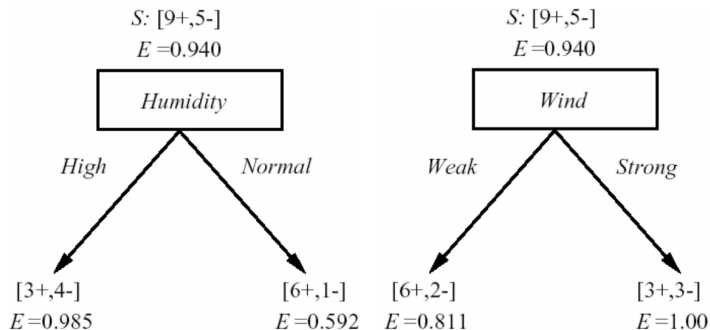 S: [9+,5-]
E =0.940
Humidity
High
Normal
[3+,4-]
E =0.985
[6+,1-]
E =0.592
S: [9+,5-]
E =0.940
Wind
Weak
Strong
[6+,2-]
E =0.811
[3+,3-]
E =1.00